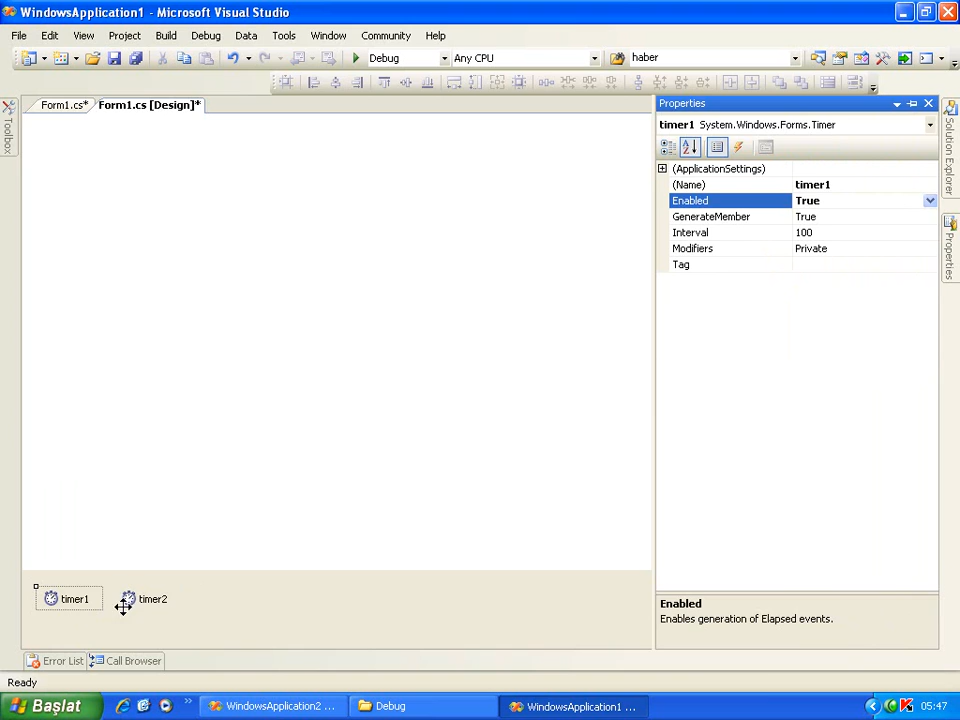 WindowsApplication1 - Microsoft Visual Studio
File Edit View Project Build Debug Data Tools Window Community Help
Debug Any CPU haber
Form1.cs* Form1.cs [Design]*
Toolbox
Properties
timer1 System.Windows.Forms.Timer
(ApplicationSettings)
(Name) timer1
Enabled True
GenerateMember True
Interval 100
Modifiers Private
Tag
Solution Explorer
Properties
timer1 timer2
Enabled
Enables generation of Elapsed events.
Error List Call Browser
Ready
Başlat WindowsApplication2 ... Debug WindowsApplication1 ... 05:47